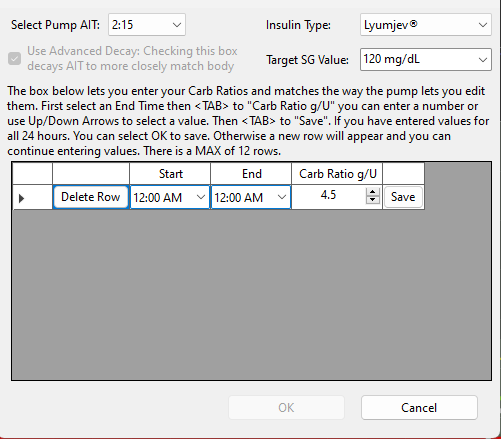 Select Pump AIT: 2:15 Insulin Type: Lyumjev®
Use Advanced Decay: Checking this box
decays AIT to more closely match body
Target SG Value: 120 mg/dL
The box below lets you enter your Carb Ratios and matches the way the pump lets you edit
them. First select an End Time then <TAB> to "Carb Ratio g/U" you can enter a number or
use Up/Down Arrows to select a value. Then <TAB> to "Save". If you have entered values for
all 24 hours. You can select OK to save. Otherwise a new row will appear and you can
continue entering values. There is a MAX of 12 rows.
Start End Carb Ratio g/U
Delete Row 12:00 AM 12:00 AM 4.5 Save
OK Cancel